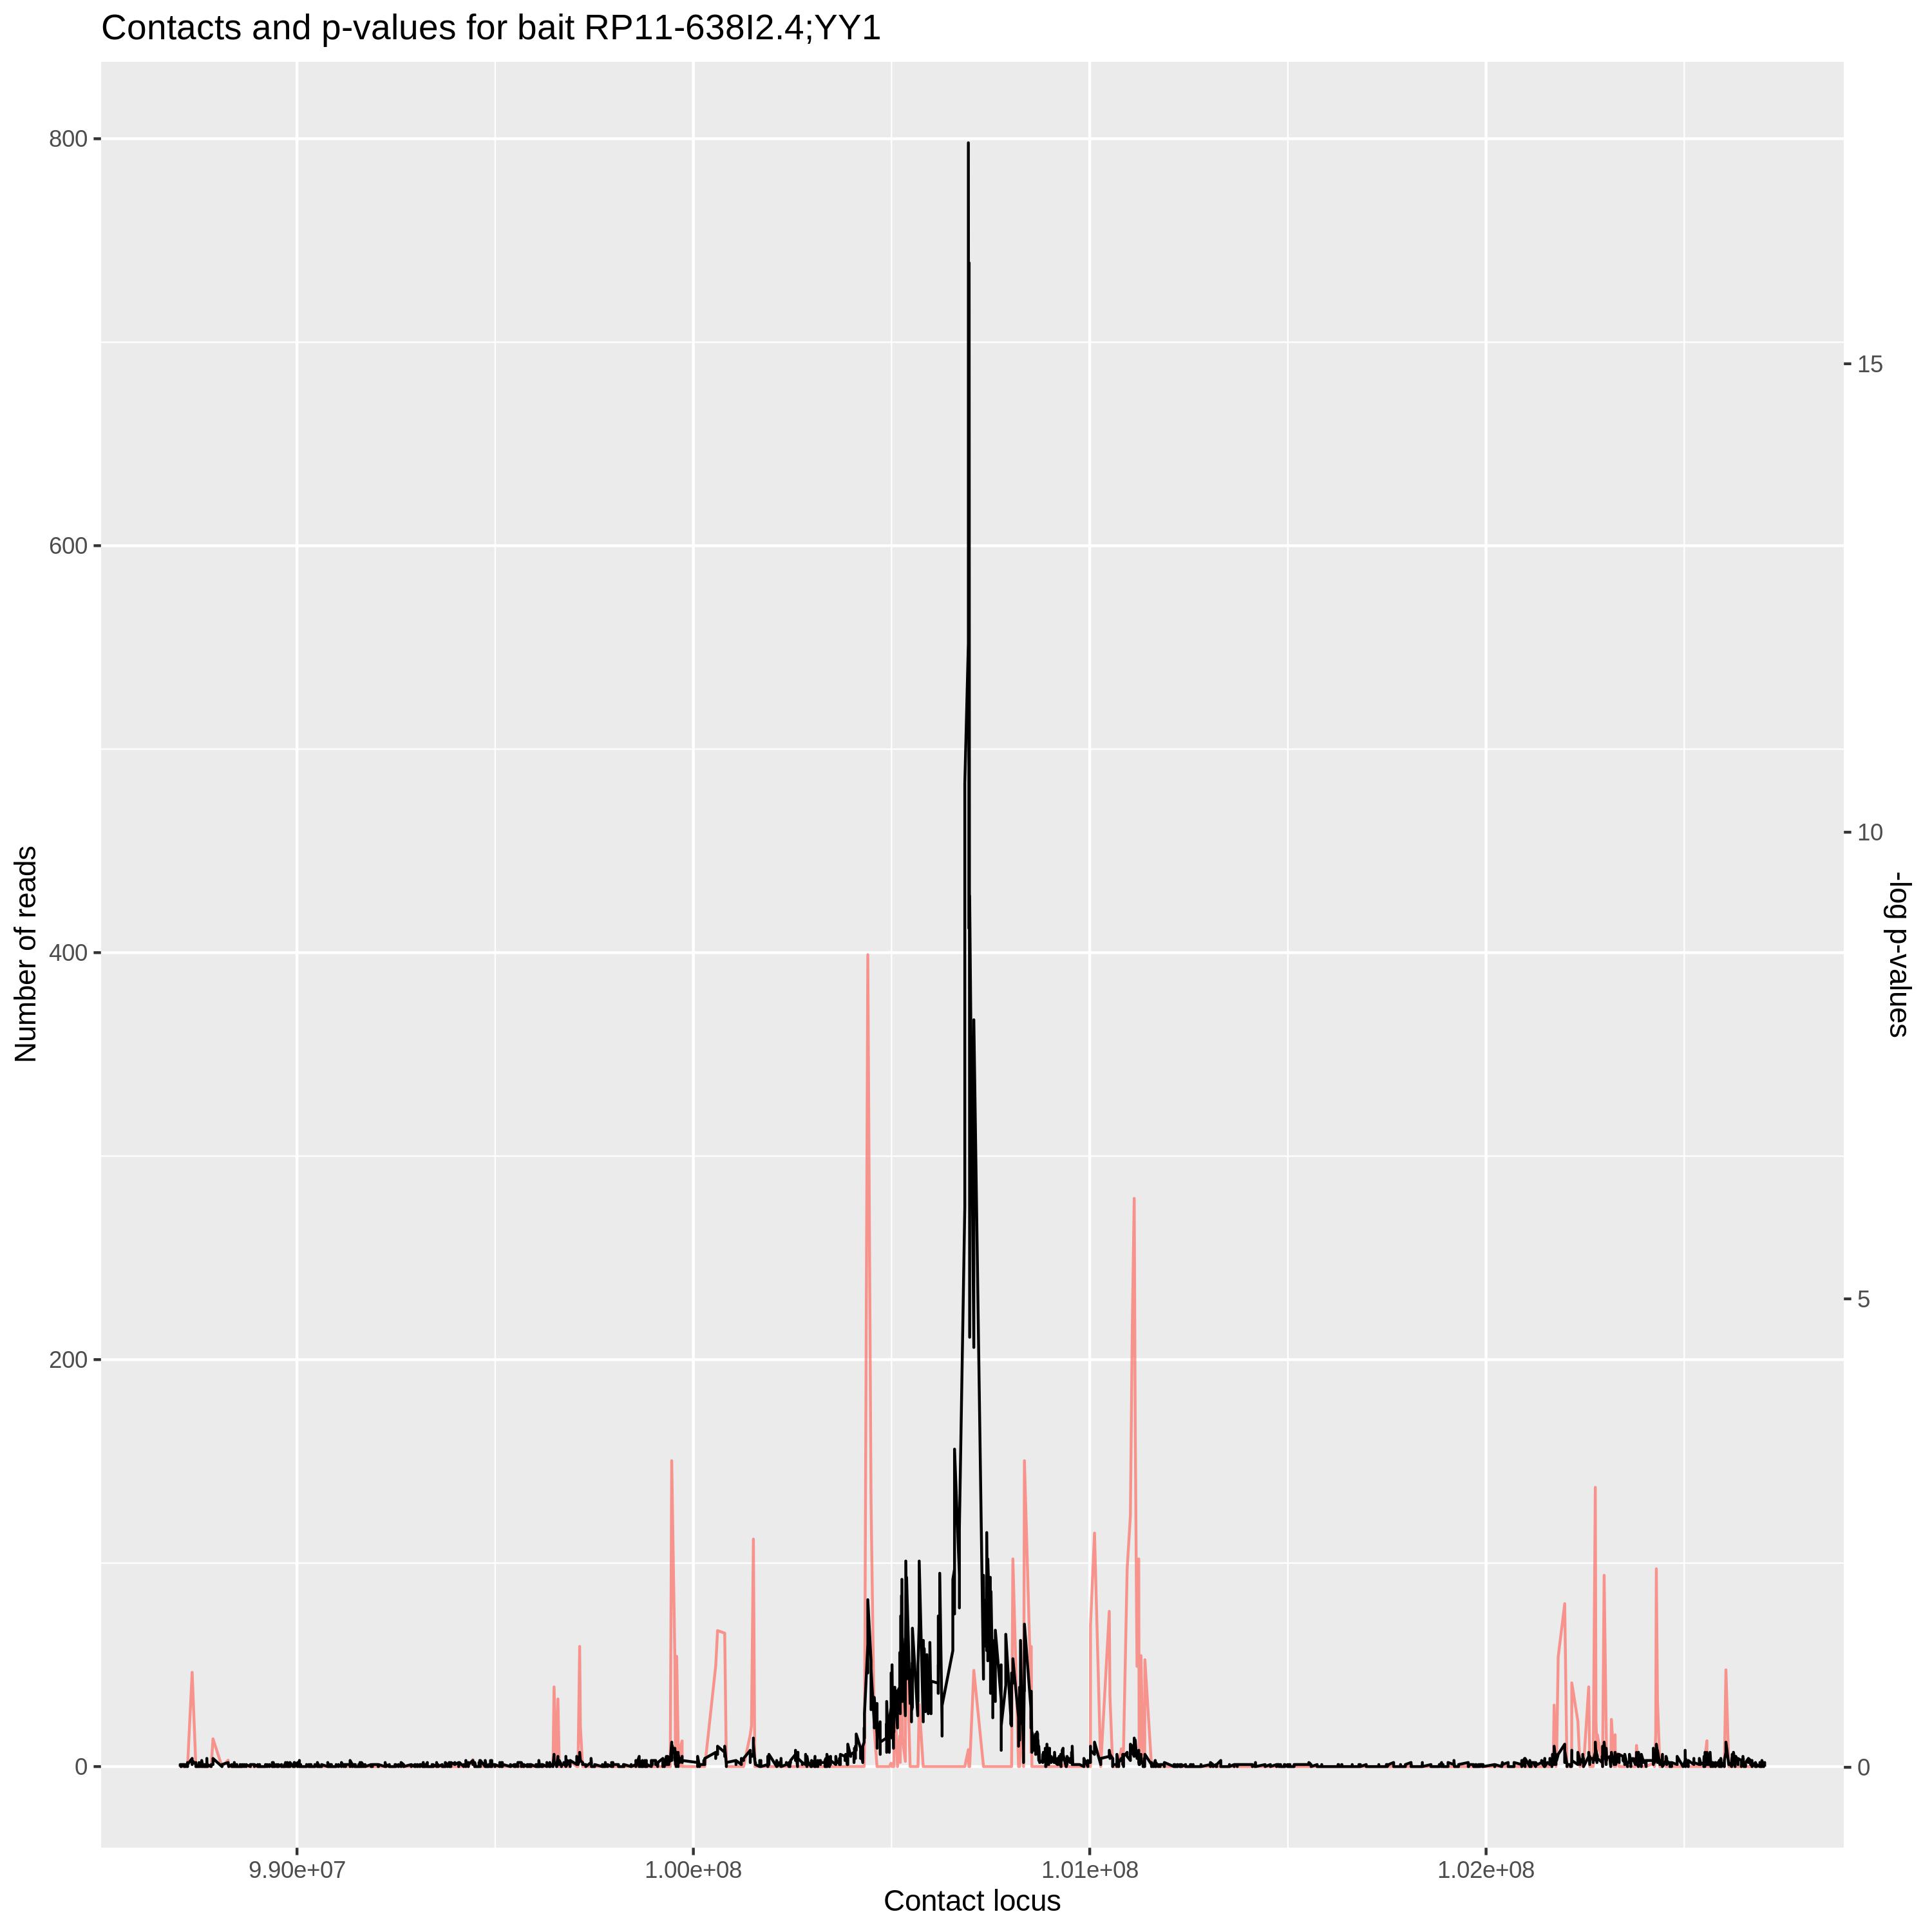 Contacts and p-values for bait RP11-638I2.4;YY1
800
600
400
200
0
Number of reads
15
10
5
0
-log p-values
9.90e+07
1.00e+08
1.01e+08
1.02e+08
Contact locus